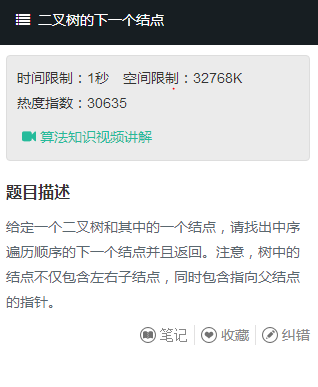 二叉树的下一个结点
时间限制：1秒 空间限制：32768K
热度指数：30635
算法知识视频讲解
题目描述
给定一个二叉树和其中的一个结点，请找出中序
遍历顺序的下一个结点并且返回。注意，树中的
结点不仅包含左右子结点，同时包含指向父结点
的指针。
笔记 收藏 纠错